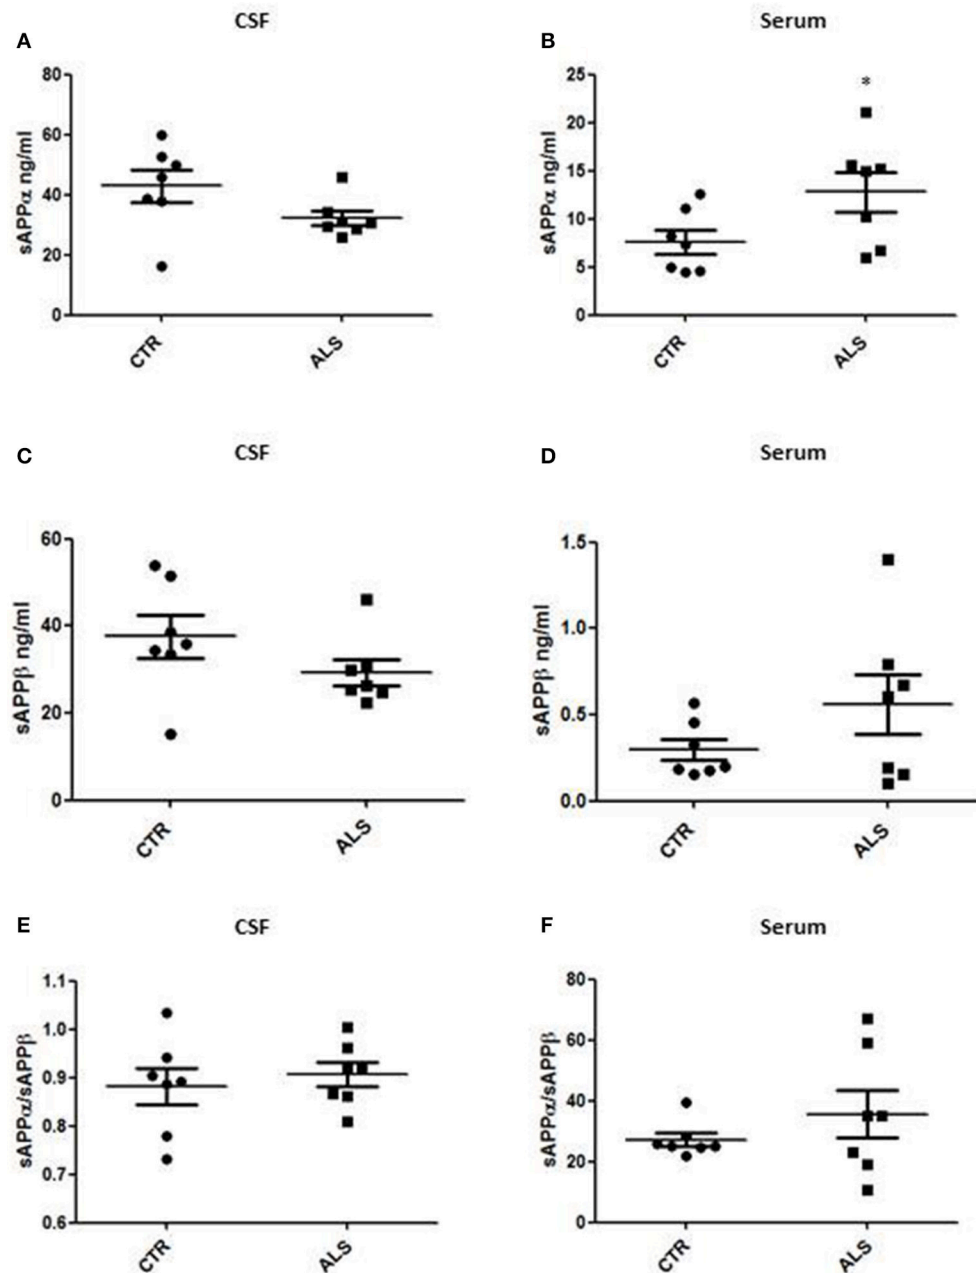 CSF
Serum
A
B
80
60
40
20
0
sAPPα ng/ml
CTR
ALS
25
20
15
10
5
0
sAPPα ng/ml
*
CTR
ALS
CSF
Serum
C
D
60
40
20
0
sAPPβ ng/ml
CTR
ALS
1.5
1.0
0.5
0.0
sAPPβ ng/ml
CTR
ALS
CSF
Serum
E
F
1.1
1.0
0.9
0.8
0.7
0.6
sAPPα/sAPPβ
CTR
ALS
80
60
40
20
0
sAPPα/sAPPβ
CTR
ALS